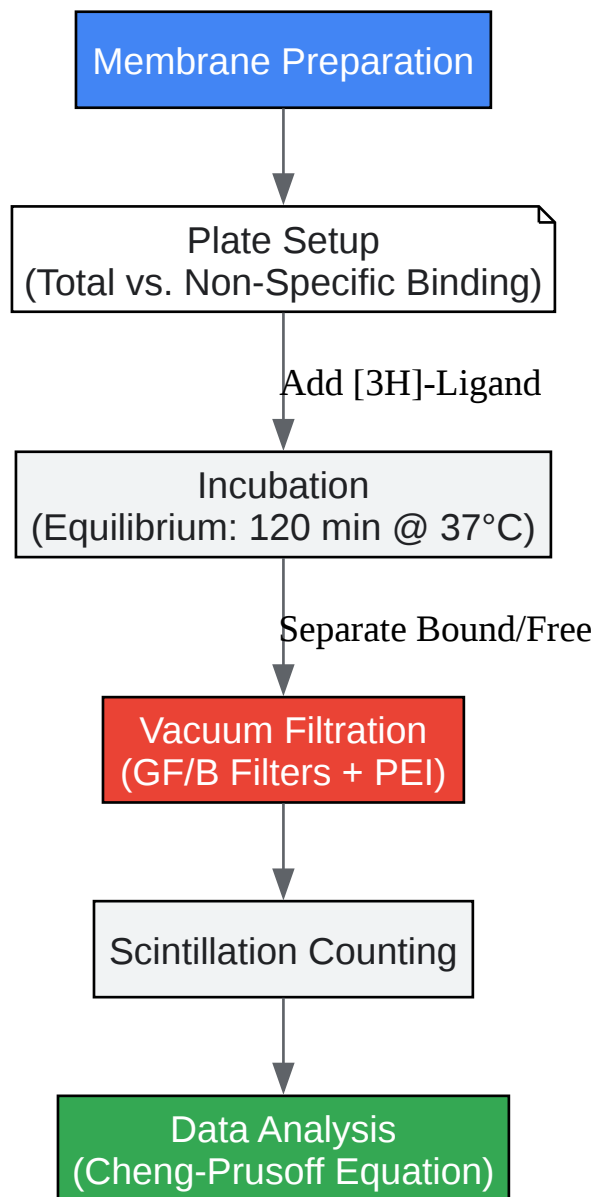 Membrane Preparation
Plate Setup
(Total vs. Non-Specific Binding)
Add [3H]-Ligand
Incubation
(Equilibrium: 120 min @ 37°C)
Separate Bound/Free
Vacuum Filtration
(GF/B Filters + PEI)
Scintillation Counting
Data Analysis
(Cheng-Prusoff Equation)